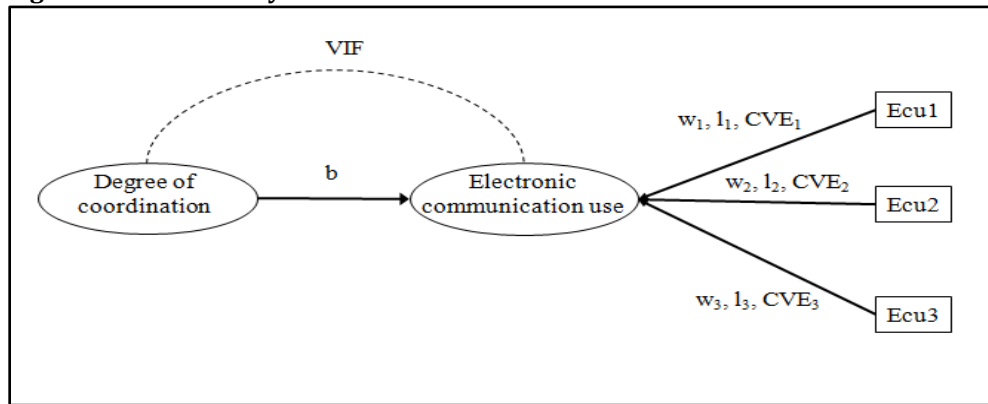 VIF
Ecu1
w₁, l₁, CVE₁
Degree of
coordination
b
Electronic
communication use
w₂, l₂, CVE₂
Ecu2
w₃, l₃, CVE₃
Ecu3